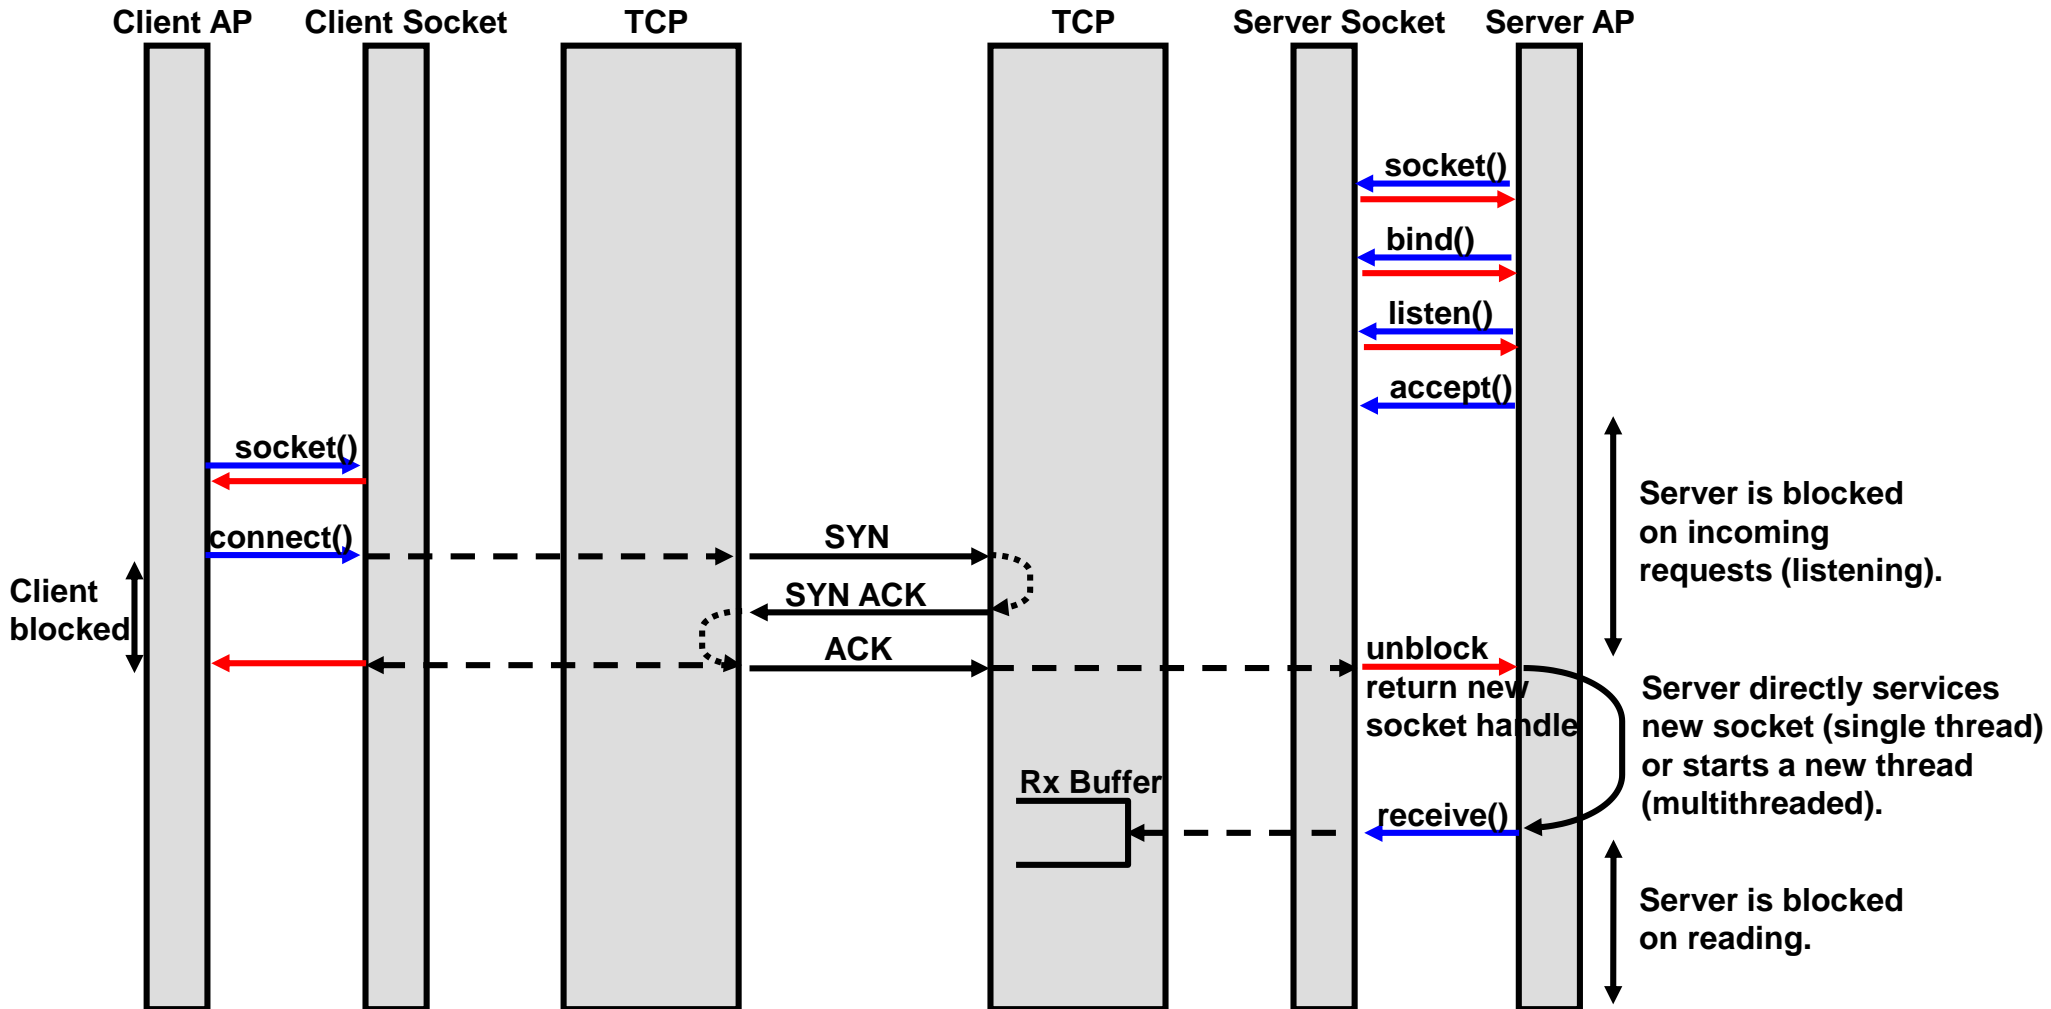 Client AP
Client Socket
TCP
TCP
Server Socket
Server AP
socket()
bind()
listen()
accept()
socket()
connect()
Client
blocked
SYN
SYN ACK
ACK
Server is blocked
on incoming
requests (listening).
unblock
return new
socket handle
Server directly services
new socket (single thread)
or starts a new thread
(multithreaded).
Rx Buffer
receive()
Server is blocked
on reading.